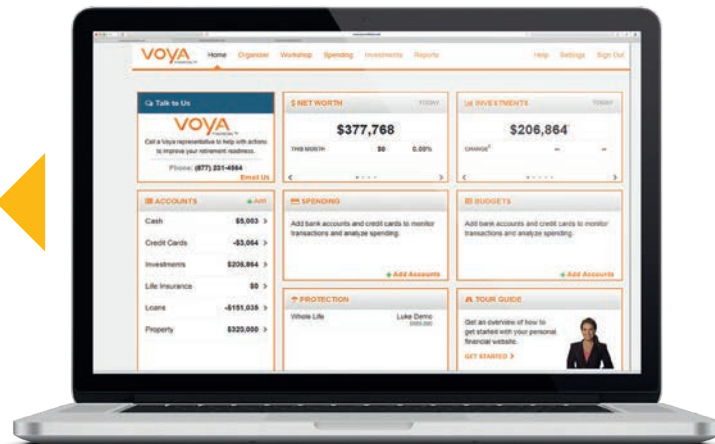 VOYA
FINANCIAL™
Home Organizer Workshop Spending Investments Reports
Help Settings Sign Out
Talk to Us
VOYA
FINANCIAL™
Call a Voya representative to help with actions
to improve your retirement readiness.
Phone: (877) 231-4564
Email Us
$ NET WORTH TODAY
$377,768
THIS MONTH $0 0.00%
INVESTMENTS TODAY
$206,864
CHANGE -- --
ACCOUNTS Add
Cash $5,003 >
Credit Cards -$3,064 >
Investments $206,864 >
Life Insurance $0 >
Loans -$151,035 >
Property $320,000 >
SPENDING
Add bank accounts and credit cards to monitor
transactions and analyze spending.
Add Accounts
BUDGETS
Add bank accounts and credit cards to monitor
transactions and analyze spending.
Add Accounts
PROTECTION
Whole Life Luke Demo
TOUR GUIDE
Get an overview of how to
get started with your personal
financial website.
GET STARTED >